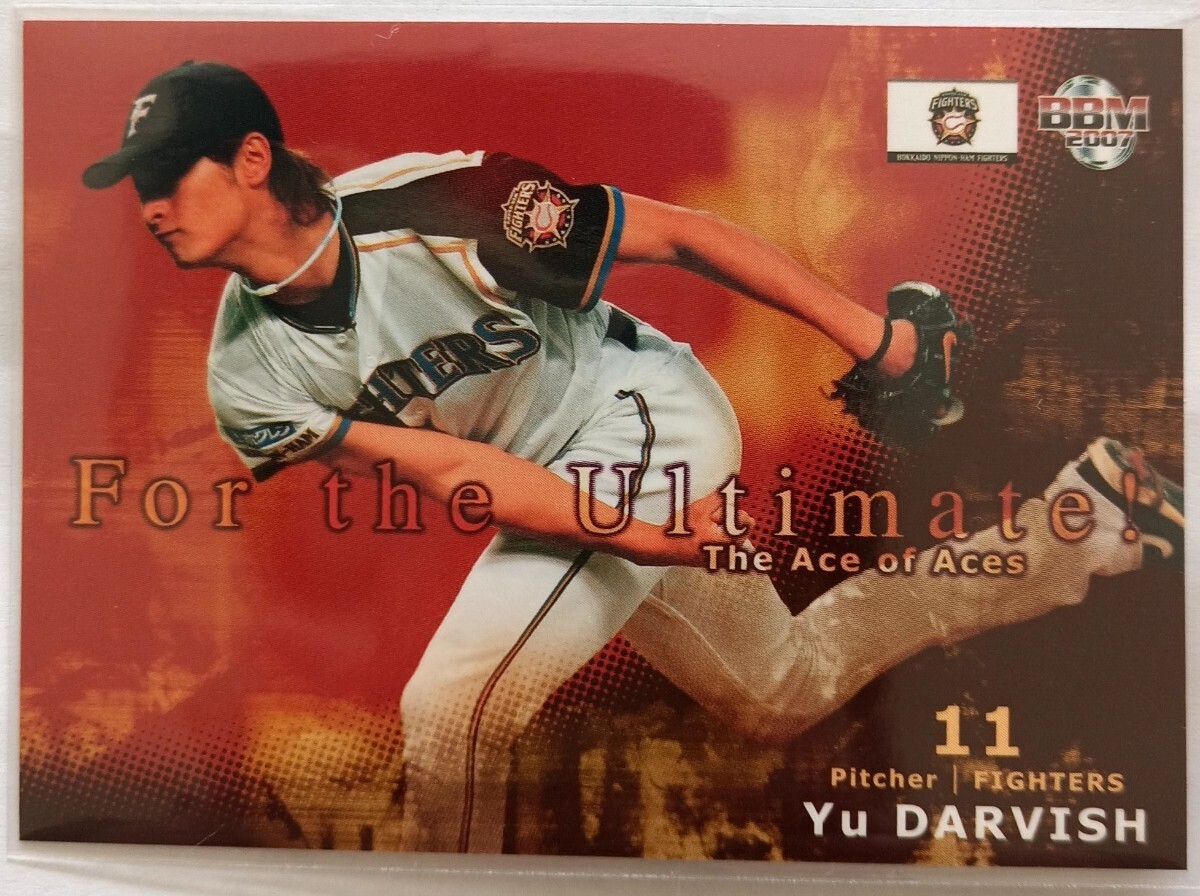 F
FIGHTERS
HOKKAIDO NIPPON-HAM FIGHTERS
BBM
2007
FIGHTERS
For the Ultimate!
The Ace of Aces
11
Pitcher | FIGHTERS
Yu DARVISH